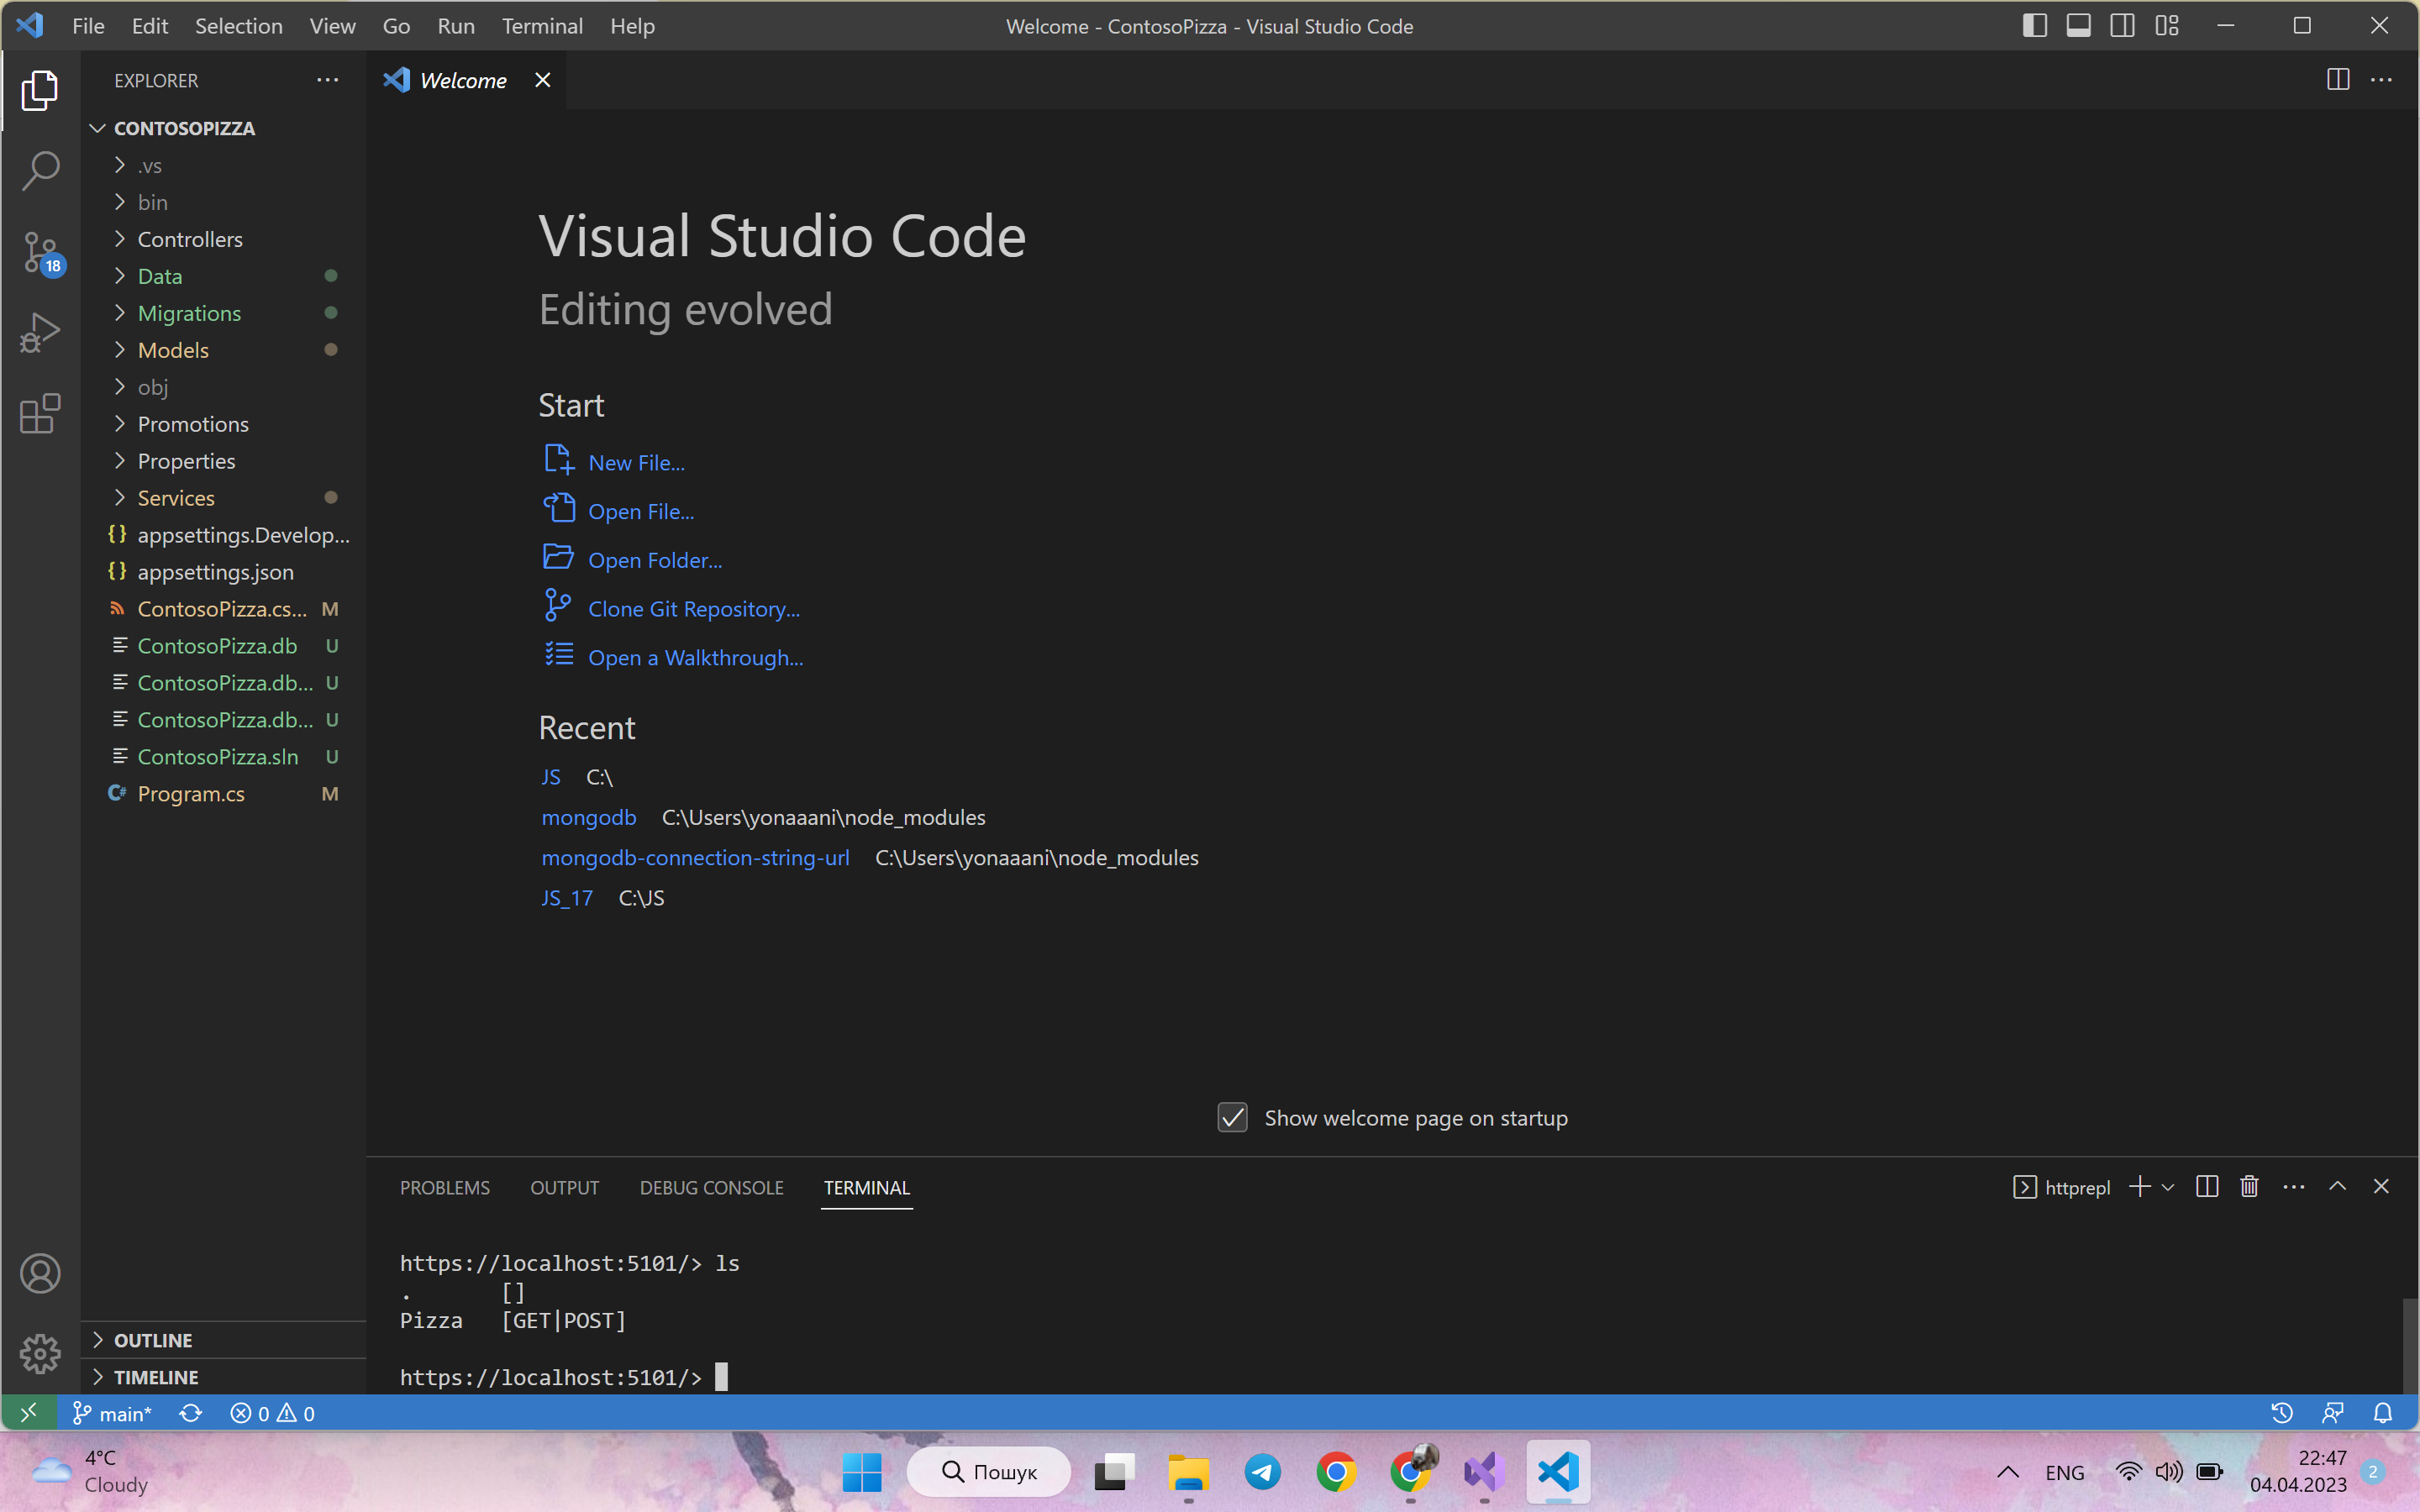 File Edit Selection View Go Run Terminal Help
Welcome - ContosoPizza - Visual Studio Code
EXPLORER
Welcome
CONTOSOPIZZA
.vs
bin
Controllers
18
Data
Migrations
Models
obj
Promotions
Properties
Services
{} appsettings.Develop...
{} appsettings.json
ContosoPizza.cs... M
ContosoPizza.db U
ContosoPizza.db... U
ContosoPizza.db... U
ContosoPizza.sln U
C# Program.cs M
OUTLINE
TIMELINE
Visual Studio Code
Editing evolved
Start
New File...
Open File...
Open Folder...
Clone Git Repository...
Open a Walkthrough...
Recent
JS C:\
mongodb C:\Users\yonaaani\node_modules
mongodb-connection-string-url C:\Users\yonaaani\node_modules
JS_17 C:\JS
Show welcome page on startup
PROBLEMS OUTPUT DEBUG CONSOLE TERMINAL
httprepl
https://localhost:5101/> ls
. []
Pizza [GET|POST]
https://localhost:5101/>
main* 0 0
4°C
Cloudy
Пошук
ENG
22:47
04.04.2023
2